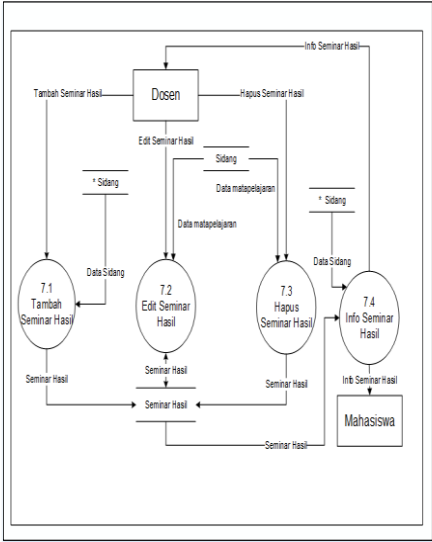 Info Seminar Hasil
Tambah Seminar Hasil
Dosen
Hapus Seminar Hasil
Edit Seminar Hasil
Sidang
* Sidang
Data matapelajaran
* Sidang
Data matapelajaran
Data Sidang
Data Sidang
7.1
Tambah
Seminar Hasil
7.2
Edit Seminar
Hasil
7.3
Hapus
Seminar Hasil
7.4
Info Seminar
Hasil
Seminar Hasil
Seminar Hasil
Seminar Hasil
Info Seminar Hasil
Seminar Hasil
Mahasiswa
Seminar Hasil